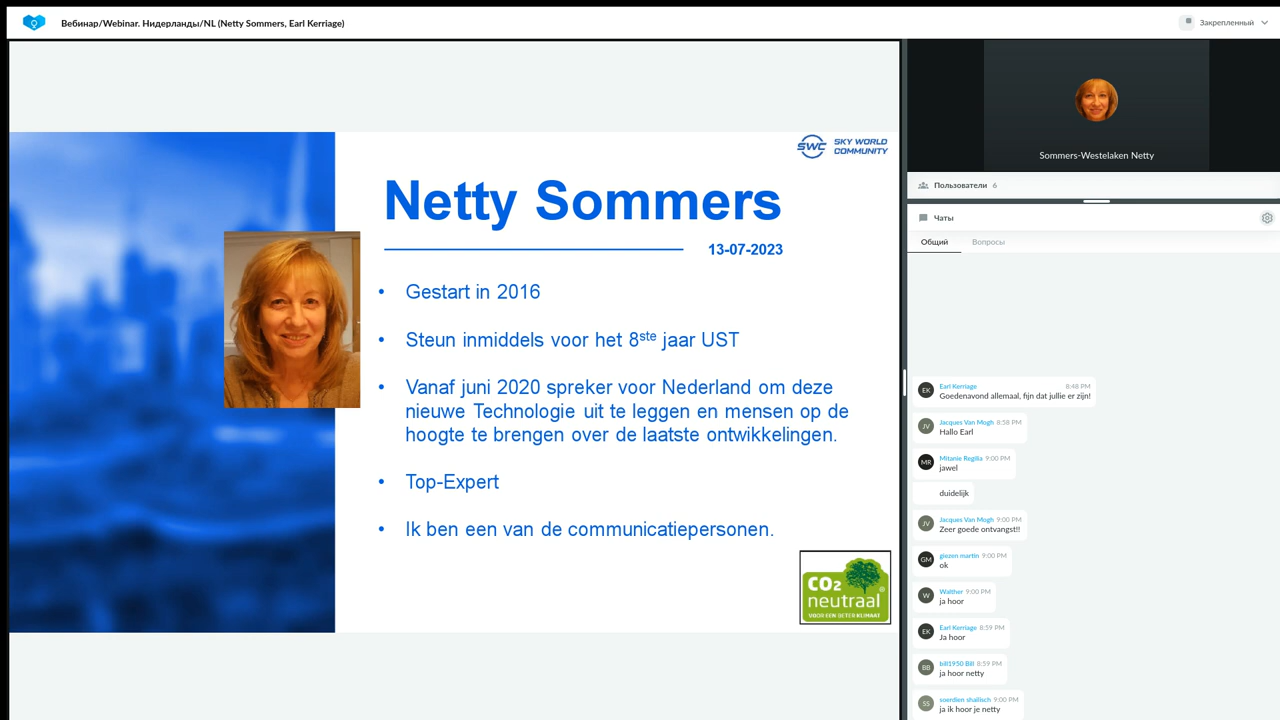 Вебинар/Webinar. Нидерланды/NL (Netty Sommers, Earl Kerriage)
Закрепленный
SWC SKY WORLD
COMMUNITY
Netty Sommers
13-07-2023
• Gestart in 2016
• Steun inmiddels voor het 8ste jaar UST
• Vanaf juni 2020 spreker voor Nederland om deze
nieuwe Technologie uit te leggen en mensen op de
hoogte te brengen over de laatste ontwikkelingen.
• Top-Expert
• Ik ben een van de communicatiepersonen.
CO2
neutraal
VOOR EEN BETER KLIMAAT
Sommers-Westelaken Netty
Пользователи 6
Чаты
Общий Вопросы
EK Earl Kerriage 8:48 PM
Goedenavond allemaal, fijn dat jullie er zijn!
JV Jacques Van Mogh 8:58 PM
Hallo Earl
MR Mitanie Regilia 9:00 PM
jawel
duidelijk
JV Jacques Van Mogh 9:00 PM
Zeer goede ontvangst!!
GM giezen martin 9:00 PM
ok
W Walther 9:00 PM
ja hoor
EK Earl Kerriage 8:59 PM
Ja hoor
BB bill1950 Bill 8:59 PM
ja hoor netty
SS soerdien shailisch 9:00 PM
ja ik hoor je netty